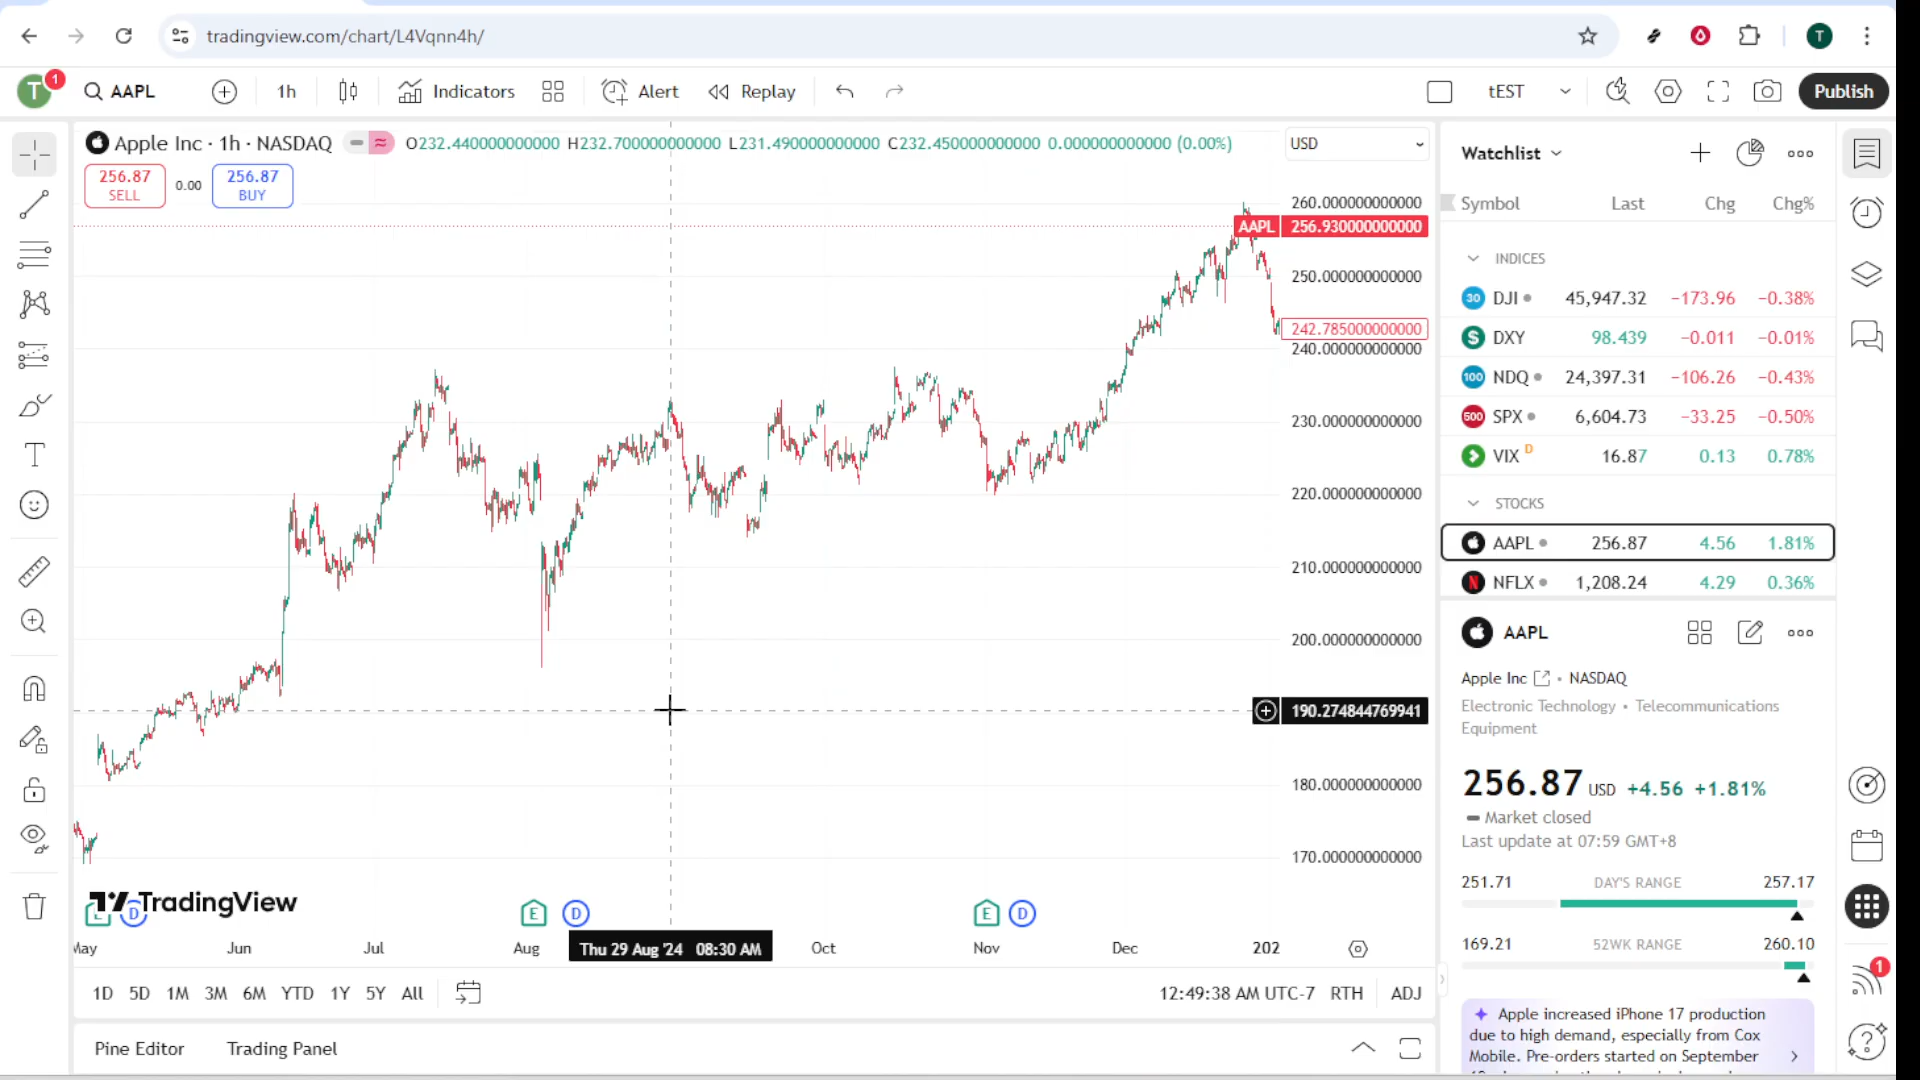 tradingview.com/chart/L4Vqnn4h/
T
T
1
AAPL
1h
Indicators
Alert
Replay
tEST
Publish
Apple Inc · 1h · NASDAQ
O232.440000000000 H232.700000000000 L231.490000000000 C232.450000000000 0.000000000000 (0.00%)
USD
256.87
SELL
0.00
256.87
BUY
260.000000000000
AAPL 256.930000000000
250.000000000000
242.785000000000
240.000000000000
230.000000000000
220.000000000000
210.000000000000
200.000000000000
190.274844769941
180.000000000000
170.000000000000
TradingView
E D E D E D
May Jun Jul Aug Thu 29 Aug '24 08:30 AM Oct Nov Dec 202
1D 5D 1M 3M 6M YTD 1Y 5Y All
12:49:38 AM UTC-7 RTH ADJ
Pine Editor Trading Panel
Watchlist
Symbol Last Chg Chg%
INDICES
30 DJI 45,947.32 −173.96 −0.38%
S DXY 98.439 −0.011 −0.01%
100 NDQ 24,397.31 −106.26 −0.43%
500 SPX 6,604.73 −33.25 −0.50%
VIX D 16.87 0.13 0.78%
STOCKS
AAPL 256.87 4.56 1.81%
N NFLX 1,208.24 4.29 0.36%
AAPL
Apple Inc • NASDAQ
Electronic Technology • Telecommunications
Equipment
256.87 USD +4.56 +1.81%
Market closed
Last update at 07:59 GMT+8
251.71 DAY'S RANGE 257.17
169.21 52WK RANGE 260.10
Apple increased iPhone 17 production
due to high demand, especially from Cox
Mobile. Pre-orders started on September
1